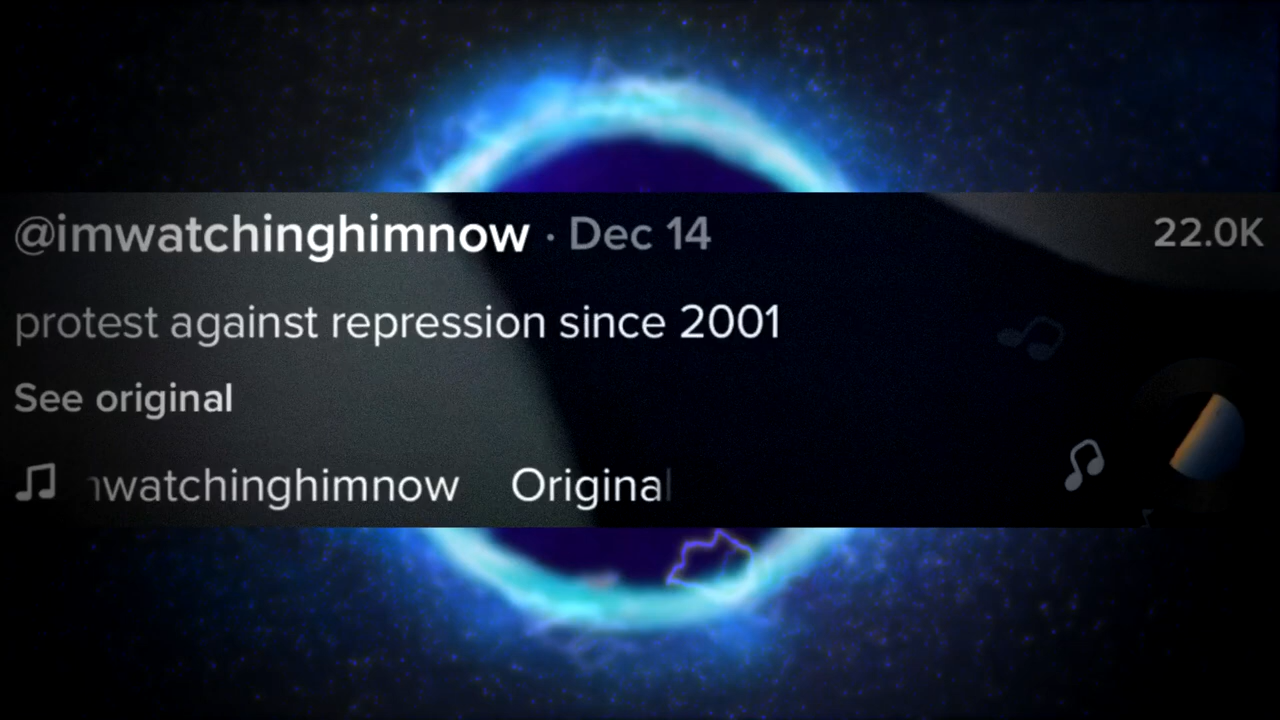 @imwatchinghimnow · Dec 14
22.0K
protest against repression since 2001
See original
watchinghimnow Original